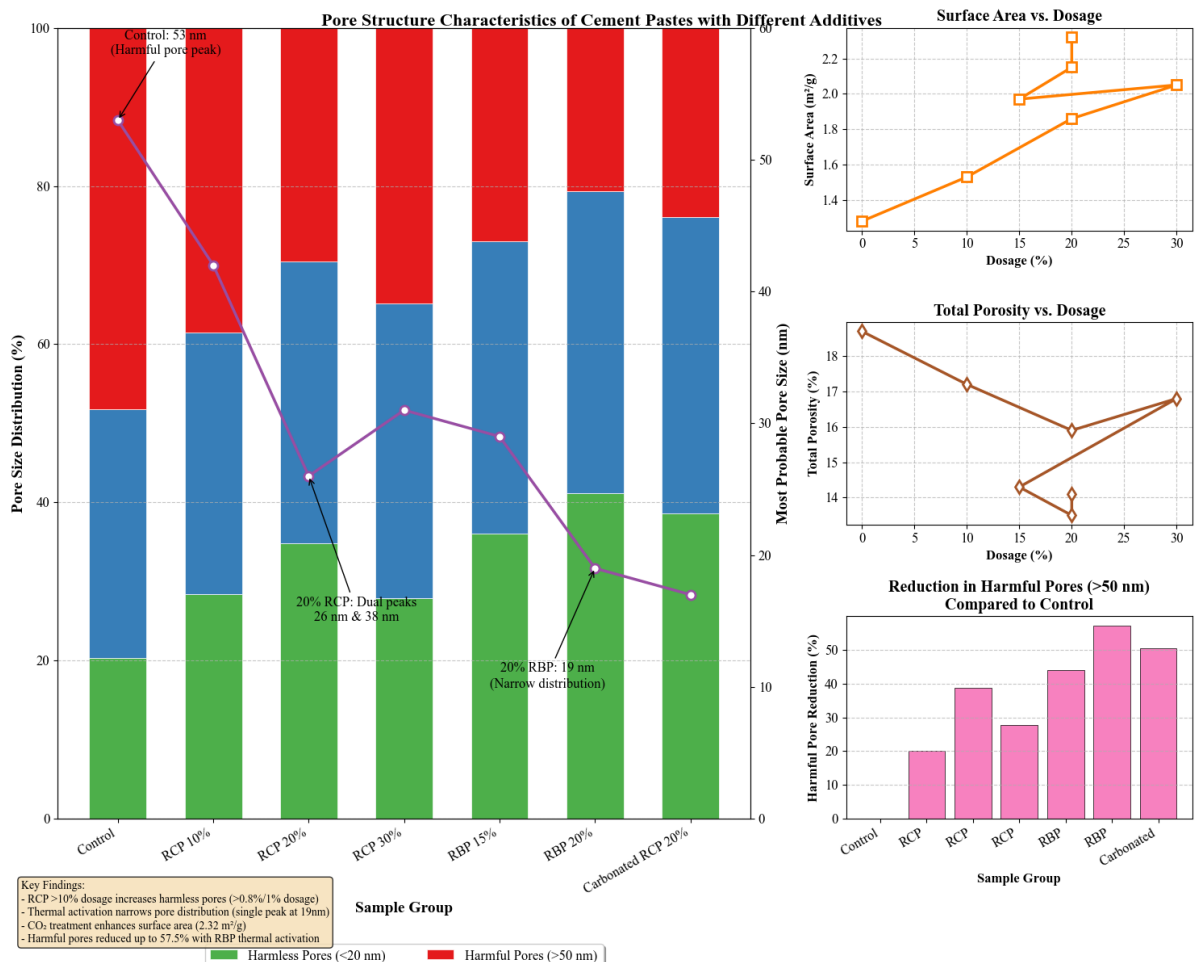 Pore Structure Characteristics of Cement Pastes with Different Additives
Pore Size Distribution (%)
100
80
60
40
20
0
Control: 53 nm
(Harmful pore peak)
20% RCP: Dual peaks
26 nm & 38 nm
20% RBP: 19 nm
(Narrow distribution)
60
50
40
30
20
10
0
Most Probable Pore Size (nm)
Control
RCP 10%
RCP 20%
RCP 30%
RBP 15%
RBP 20%
Carbonated RCP 20%
Sample Group
Key Findings:
- RCP >10% dosage increases harmless pores (>0.8%/1% dosage)
- Thermal activation narrows pore distribution (single peak at 19nm)
- CO₂ treatment enhances surface area (2.32 m²/g)
- Harmful pores reduced up to 57.5% with RBP thermal activation
Harmless Pores (<20 nm)
Harmful Pores (>50 nm)
Surface Area vs. Dosage
Surface Area (m²/g)
2.2
2.0
1.8
1.6
1.4
0
5
10
15
20
25
30
Dosage (%)
Total Porosity vs. Dosage
Total Porosity (%)
18
17
16
15
14
0
5
10
15
20
25
30
Dosage (%)
Reduction in Harmful Pores (>50 nm)
Compared to Control
Harmful Pore Reduction (%)
50
40
30
20
10
0
Control
RCP
RCP
RCP
RBP
RBP
Carbonated
Sample Group